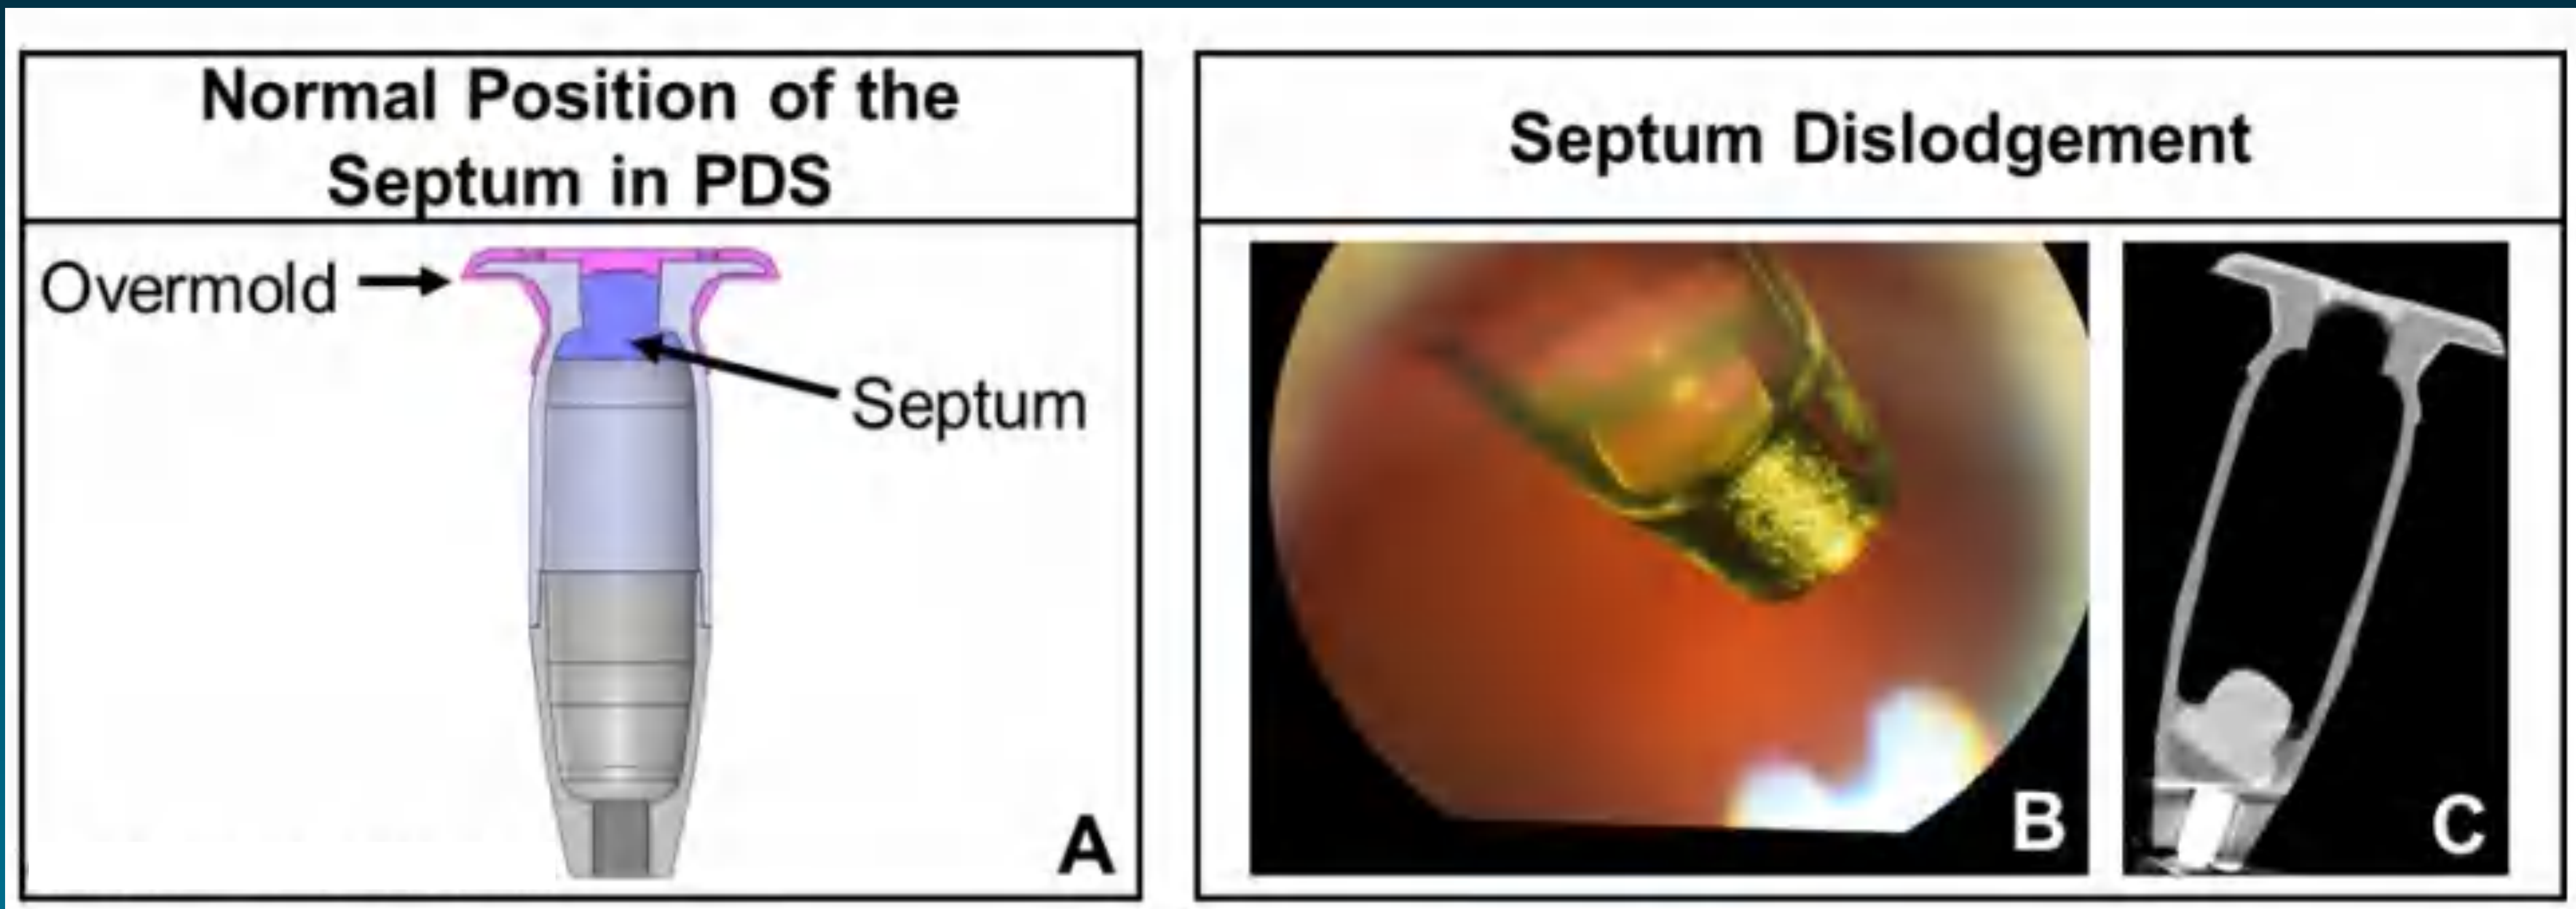 Normal Position of the
Septum in PDS
Overmold
Septum
A
Septum Dislodgement
B
C